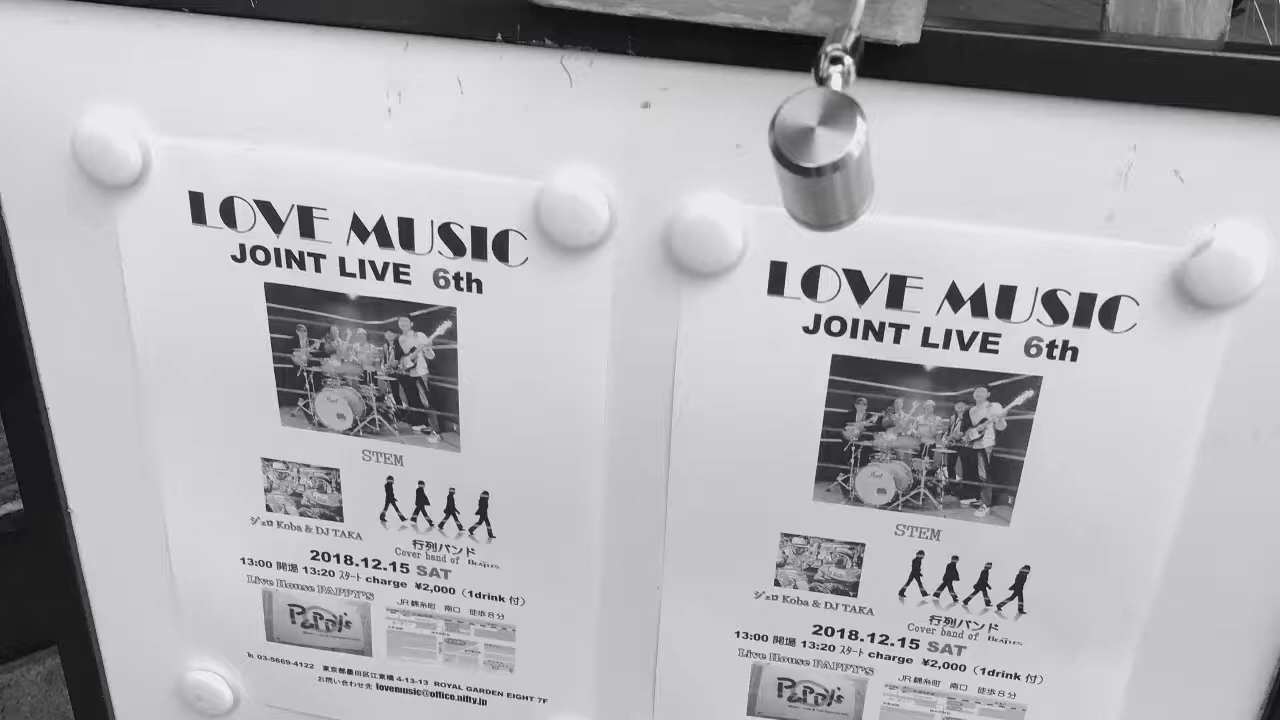 LOVE MUSIC
JOINT LIVE 6th
STEM
ジェロ Koba & DJ TAKA
行列バンド
Cover band of BEATLES
2018.12.15 SAT
13:00 開場 13:20 スタート charge ¥2,000（1drink 付）
Live House PAPPY'S
PaPPy's
JR 錦糸町 南口 徒歩８分
℡ 03-5669-4122 東京都墨田区江東橋 4-13-13 ROYAL GARDEN EIGHT 7F
お問い合わせ先 lovemusic@office.nifty.jp
LOVE MUSIC
JOINT LIVE 6th
STEM
ジェロ Koba & DJ TAKA
行列バンド
Cover band of BEATLES
2018.12.15 SAT
13:00 開場 13:20 スタート charge ¥2,000（1drink 付）
Live House PAPPY'S
PaPPy's
JR 錦糸町 南口 徒歩８分